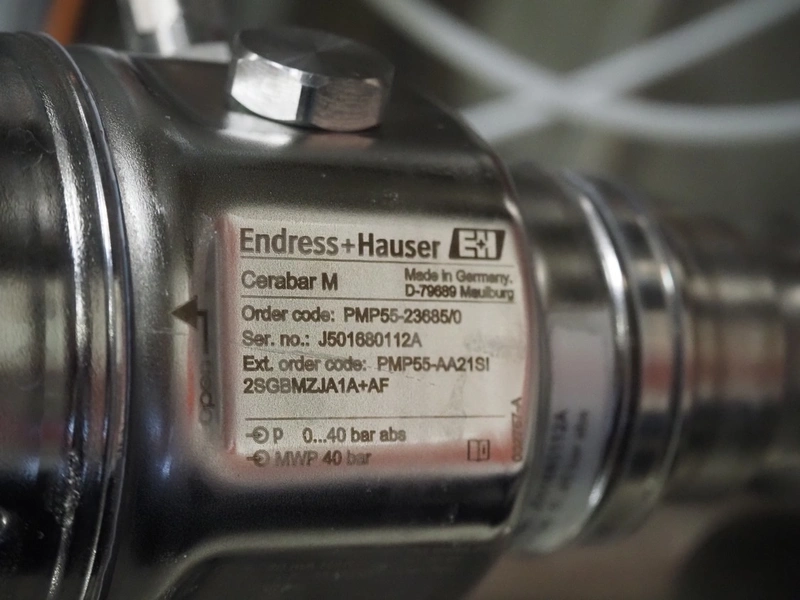 Endress+Hauser E+H
Cerabar M
Made in Germany.
D-79689 Maulburg
Order code: PMP55-23685/0
Ser. no.: J501680112A
Ext. order code: PMP55-AA21SI
2SGBMZJA1A+AF
p 0...40 bar abs
MWP 40 bar